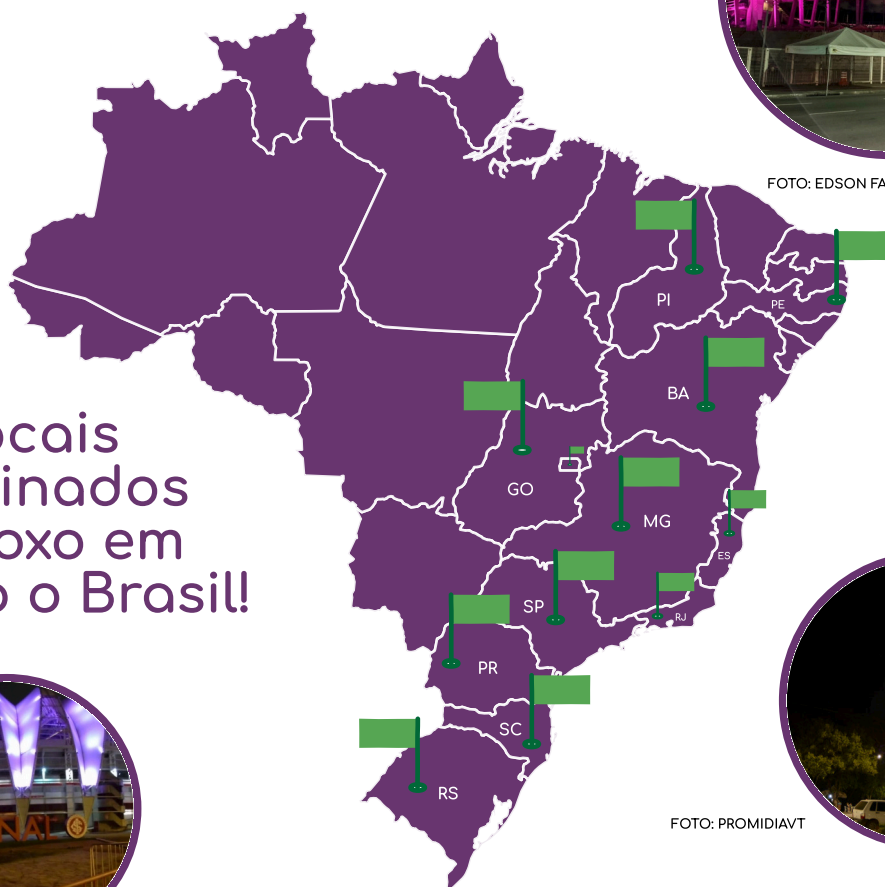 FOTO: EDSON FA
PI
PE
BA
GO
MG
ES
SP
RJ
PR
SC
RS
ocais
inados
oxo em
o o Brasil!
NAL
FOTO: PROMIDIAVT